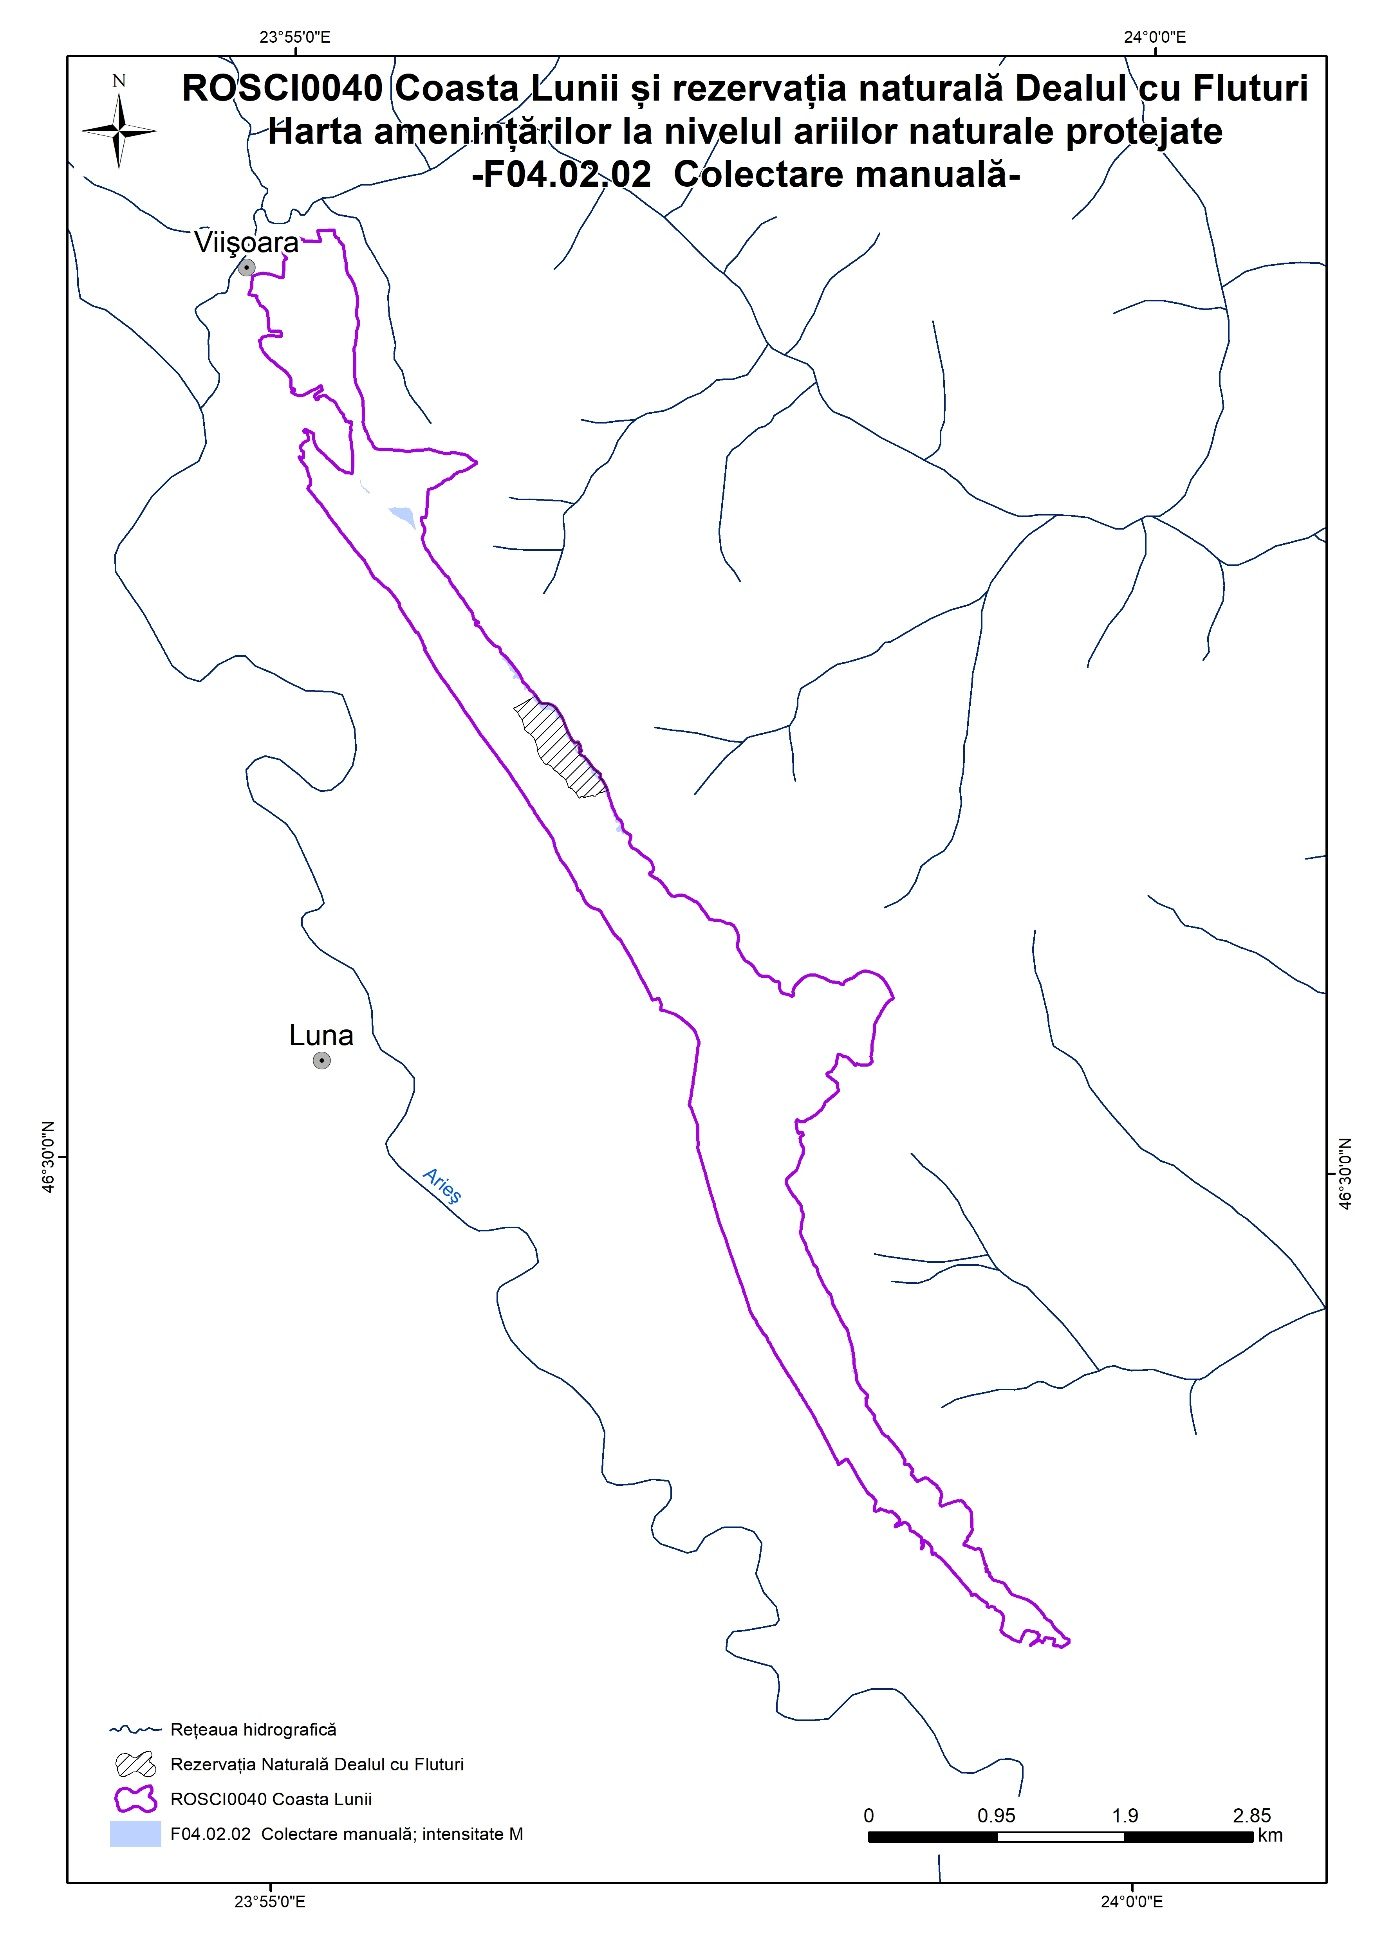 23°55'0"E
24°0'0"E
N
ROSCI0040 Coasta Lunii și rezervația naturală Dealul cu Fluturi
Harta amenințărilor la nivelul ariilor naturale protejate
-F04.02.02 Colectare manuală-
Viişoara
Luna
46°30'0"N
46°30'0"N
Arieş
Rețeaua hidrografică
Rezervația Naturală Dealul cu Fluturi
ROSCI0040 Coasta Lunii
F04.02.02 Colectare manuală; intensitate M
0 0.95 1.9 2.85
km
23°55'0"E
24°0'0"E